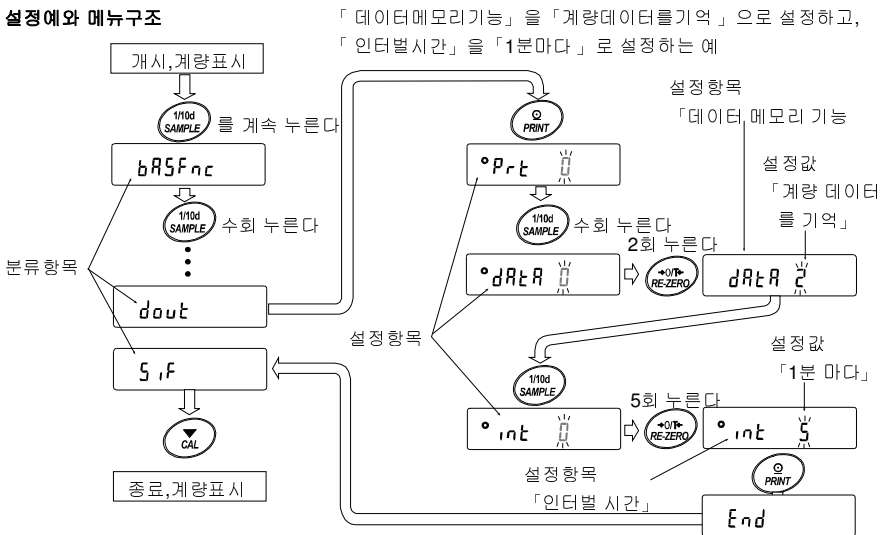 설정예와 메뉴구조
「 데이터메모리기능」을「계량데이터를기억 」으로 설정하고,
「 인터벌시간」을「1분마다 」로 설정하는 예
개시,계량표시
1/10d
SAMPLE
를 계속 누른다
bASFnc
1/10d
SAMPLE
수회 누른다
분류항목
dout
S iF
CAL
종료,계량표시
PRINT
Prt 0
1/10d
SAMPLE
수회 누른다
설정항목
「데이터 메모리 기능
설정값
「계량 데이터
를 기억」
dAtA 0
2회 누른다
→0/T←
RE-ZERO
dAtA 2
설정항목
1/10d
SAMPLE
설정값
「1분 마다」
int 0
5회 누른다
→0/T←
RE-ZERO
int 5
설정항목
「인터벌 시간」
PRINT
End